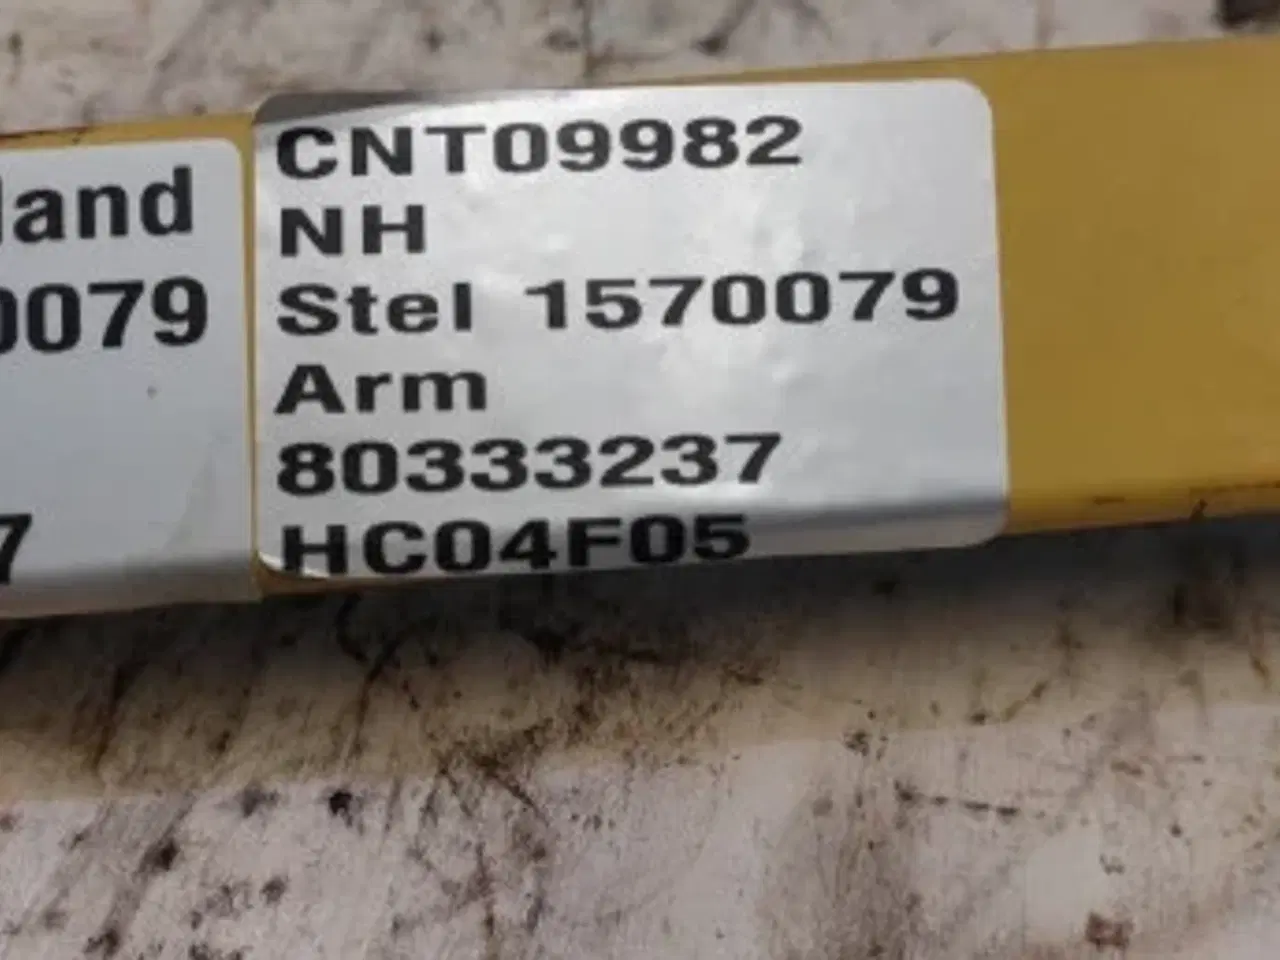 land
0079
7
CNT09982
NH
Stel 1570079
Arm
80333237
HC04F05